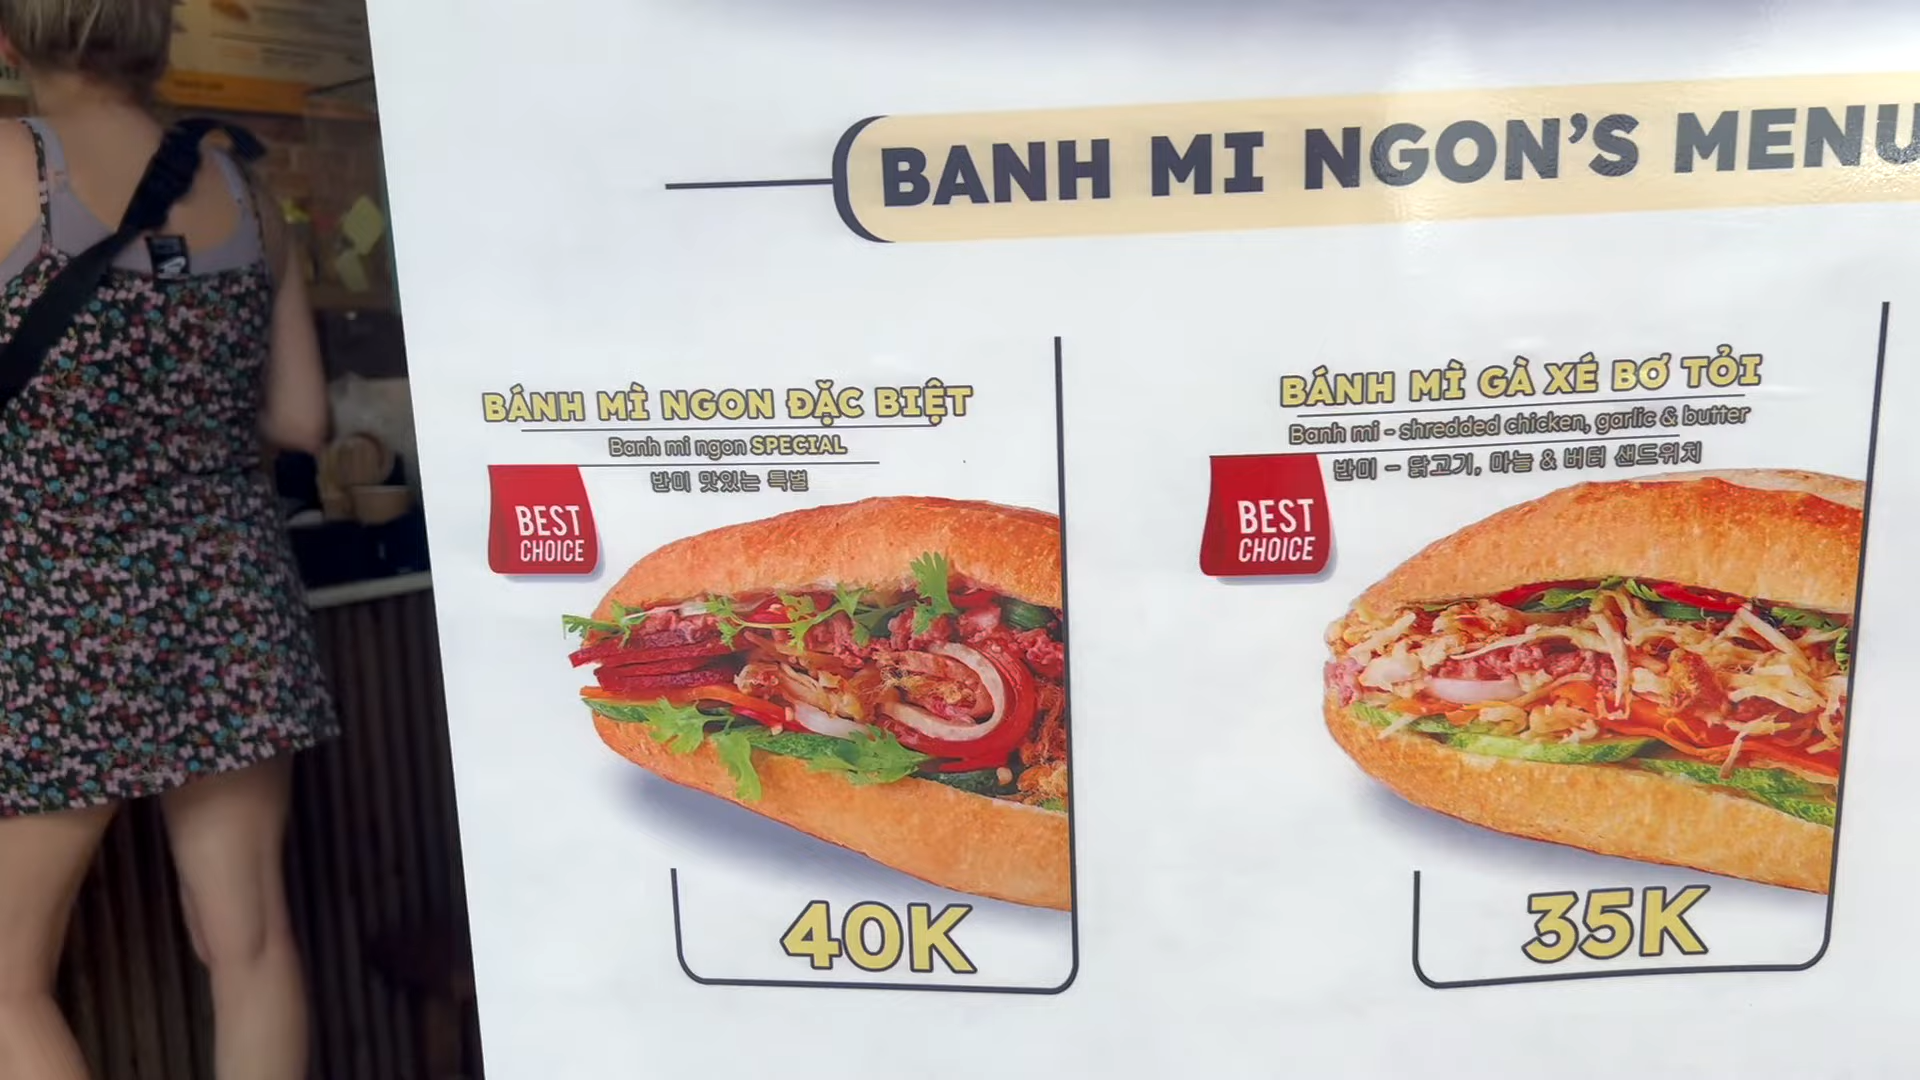 BANH MI NGON'S MENU
BÁNH MÌ NGON ĐẶC BIỆT
Banh mi ngon SPECIAL
반미 맛있는 특별
BEST
CHOICE
40K
BÁNH MÌ GÀ XÉ BƠ TỎI
Banh mi - shredded chicken, garlic & butter
반미 - 닭고기, 마늘 & 버터 샌드위치
BEST
CHOICE
35K